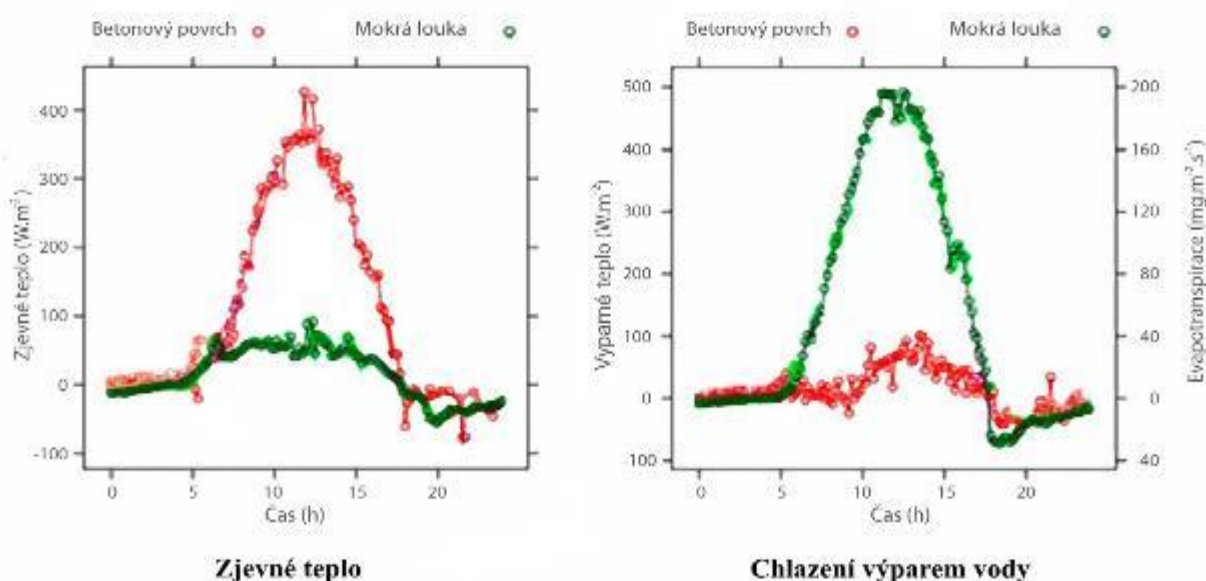 Betonový povrch Mokrá louka
Zjevné teplo (W.m⁻²)
400
300
200
100
0
-100
0 5 10 15 20
Čas (h)
Zjevné teplo
Betonový povrch Mokrá louka
Výparné teplo (W.m⁻²)
500
400
300
200
100
0
100
200
160
120
80
40
0
40
Evapotranspirace (mg.m².s⁻¹)
0 5 10 15 20
Čas (h)
Chlazení výparem vody